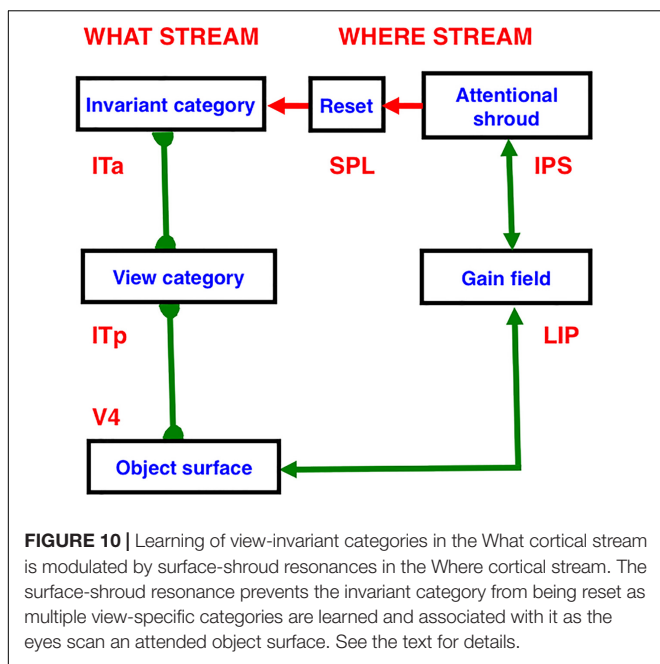 WHAT STREAM WHERE STREAM
Invariant category
Reset
Attentional
shroud
ITa
SPL
IPS
View category
Gain field
ITp
LIP
V4
Object surface
FIGURE 10 | Learning of view-invariant categories in the What cortical stream
is modulated by surface-shroud resonances in the Where cortical stream. The
surface-shroud resonance prevents the invariant category from being reset as
multiple view-specific categories are learned and associated with it as the
eyes scan an attended object surface. See the text for details.